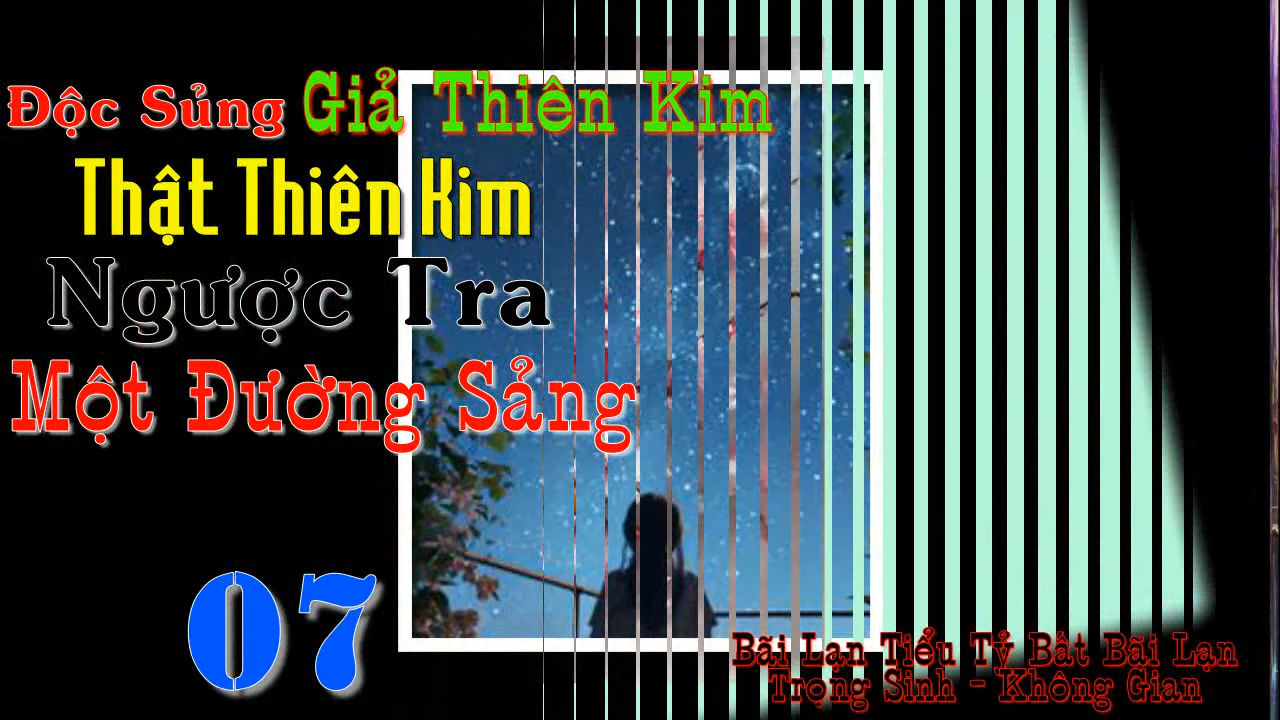 Độc Sủng Giả Thiên Kim
Thật Thiên Kim
Ngược Tra
Một Đường Sảng
07
Bãi Lạn Tiểu Tỷ Bât Bãi Lạn
Trọng Sinh - Không Gian